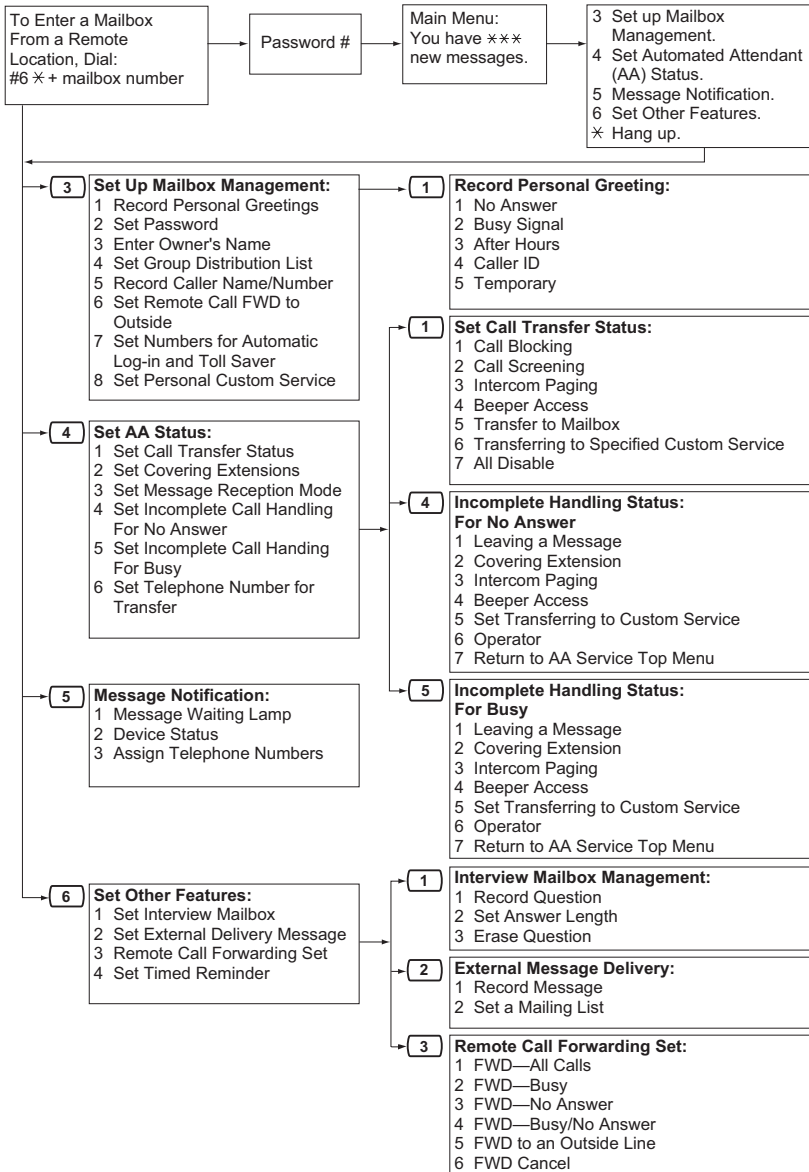 To Enter a Mailbox
From a Remote
Location, Dial:
#6 ✳ + mailbox number
Password #
Main Menu:
You have ✳✳✳
new messages.
3 Set up Mailbox
Management.
4 Set Automated Attendant
(AA) Status.
5 Message Notification.
6 Set Other Features.
✳ Hang up.
3
Set Up Mailbox Management:
1 Record Personal Greetings
2 Set Password
3 Enter Owner's Name
4 Set Group Distribution List
5 Record Caller Name/Number
6 Set Remote Call FWD to
Outside
7 Set Numbers for Automatic
Log-in and Toll Saver
8 Set Personal Custom Service
1
Record Personal Greeting:
1 No Answer
2 Busy Signal
3 After Hours
4 Caller ID
5 Temporary
4
Set AA Status:
1 Set Call Transfer Status
2 Set Covering Extensions
3 Set Message Reception Mode
4 Set Incomplete Call Handling
For No Answer
5 Set Incomplete Call Handing
For Busy
6 Set Telephone Number for
Transfer
1
Set Call Transfer Status:
1 Call Blocking
2 Call Screening
3 Intercom Paging
4 Beeper Access
5 Transfer to Mailbox
6 Transferring to Specified Custom Service
7 All Disable
4
Incomplete Handling Status:
For No Answer
1 Leaving a Message
2 Covering Extension
3 Intercom Paging
4 Beeper Access
5 Set Transferring to Custom Service
6 Operator
7 Return to AA Service Top Menu
5
Incomplete Handling Status:
For Busy
1 Leaving a Message
2 Covering Extension
3 Intercom Paging
4 Beeper Access
5 Set Transferring to Custom Service
6 Operator
7 Return to AA Service Top Menu
5
Message Notification:
1 Message Waiting Lamp
2 Device Status
3 Assign Telephone Numbers
6
Set Other Features:
1 Set Interview Mailbox
2 Set External Delivery Message
3 Remote Call Forwarding Set
4 Set Timed Reminder
1
Interview Mailbox Management:
1 Record Question
2 Set Answer Length
3 Erase Question
2
External Message Delivery:
1 Record Message
2 Set a Mailing List
3
Remote Call Forwarding Set:
1 FWD—All Calls
2 FWD—Busy
3 FWD—No Answer
4 FWD—Busy/No Answer
5 FWD to an Outside Line
6 FWD Cancel